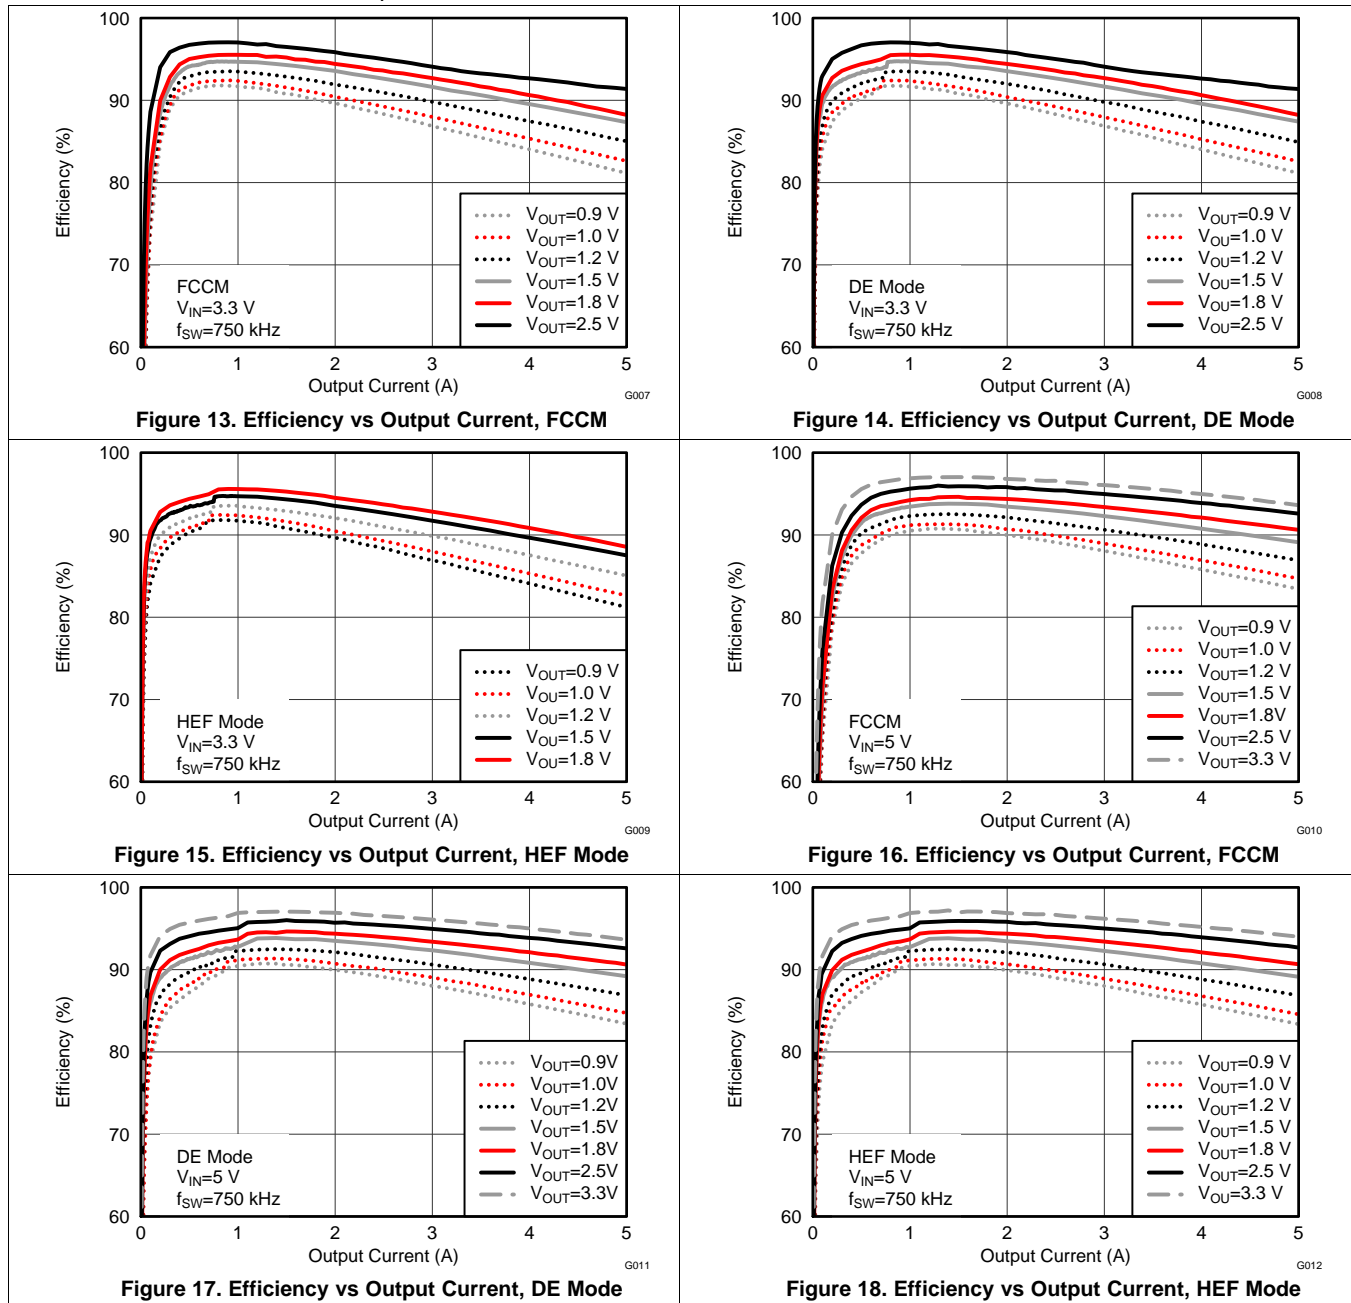 100
90
80
70
60
Efficiency (%)
FCCM
VIN=3.3 V
fSW=750 kHz
VOUT=0.9 V
VOUT=1.0 V
VOUT=1.2 V
VOUT=1.5 V
VOUT=1.8 V
VOUT=2.5 V
0 1 2 3 4 5
Output Current (A)
G007
Figure 13. Efficiency vs Output Current, FCCM
100
90
80
70
60
Efficiency (%)
DE Mode
VIN=3.3 V
fSW=750 kHz
VOUT=0.9 V
VOU=1.0 V
VOUT=1.2 V
VOUT=1.5 V
VOU=1.8 V
VOU=2.5 V
0 1 2 3 4 5
Output Current (A)
G008
Figure 14. Efficiency vs Output Current, DE Mode
100
90
80
70
60
Efficiency (%)
HEF Mode
VIN=3.3 V
fSW=750 kHz
VOUT=0.9 V
VOU=1.0 V
VOU=1.2 V
VOU=1.5 V
VOU=1.8 V
0 1 2 3 4 5
Output Current (A)
G009
Figure 15. Efficiency vs Output Current, HEF Mode
100
90
80
70
60
Efficiency (%)
FCCM
VIN=5 V
fSW=750 kHz
VOUT=0.9 V
VOUT=1.0 V
VOUT=1.2 V
VOUT=1.5 V
VOUT=1.8V
VOUT=2.5 V
VOUT=3.3 V
0 1 2 3 4 5
Output Current (A)
G010
Figure 16. Efficiency vs Output Current, FCCM
100
90
80
70
60
Efficiency (%)
DE Mode
VIN=5 V
fSW=750 kHz
VOUT=0.9V
VOUT=1.0V
VOUT=1.2V
VOUT=1.5V
VOUT=1.8V
VOUT=2.5V
VOUT=3.3V
0 1 2 3 4 5
Output Current (A)
G011
Figure 17. Efficiency vs Output Current, DE Mode
100
90
80
70
60
Efficiency (%)
HEF Mode
VIN=5 V
fSW=750 kHz
VOUT=0.9 V
VOUT=1.0 V
VOUT=1.2 V
VOUT=1.5 V
VOUT=1.8 V
VOUT=2.5 V
VOU=3.3 V
0 1 2 3 4 5
Output Current (A)
G012
Figure 18. Efficiency vs Output Current, HEF Mode